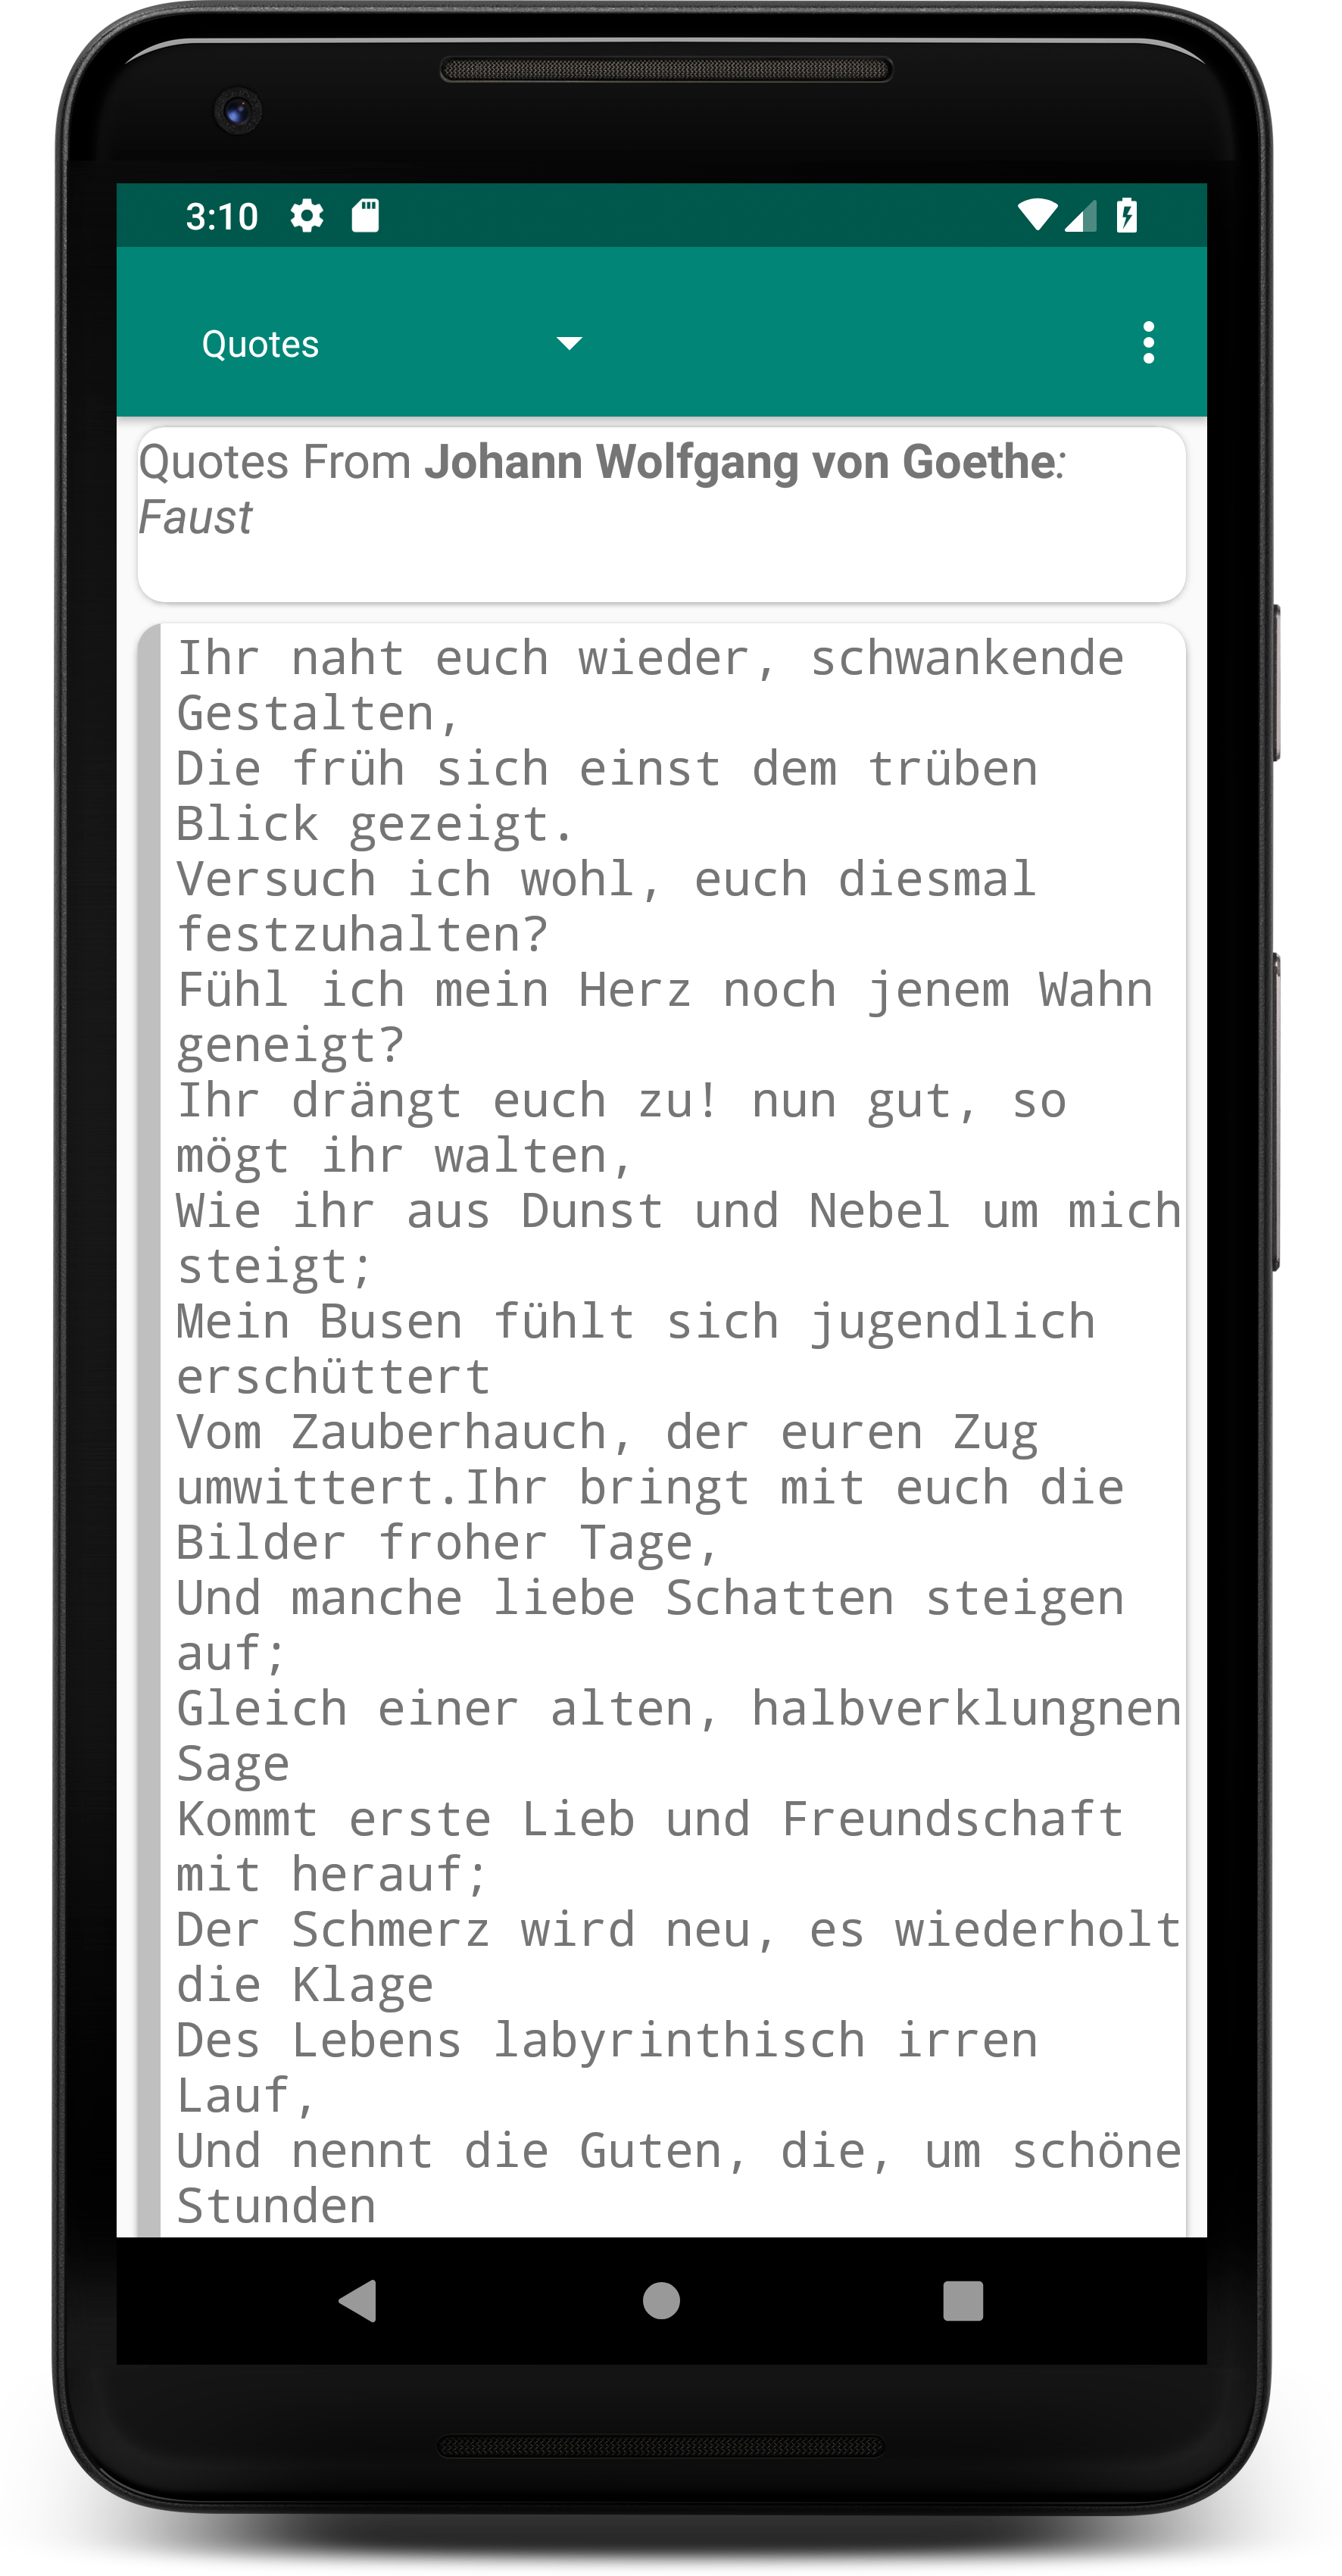 3:10
Quotes
Quotes From Johann Wolfgang von Goethe:
Faust
Ihr naht euch wieder, schwankende
Gestalten,
Die früh sich einst dem trüben
Blick gezeigt.
Versuch ich wohl, euch diesmal
festzuhalten?
Fühl ich mein Herz noch jenem Wahn
geneigt?
Ihr drängt euch zu! nun gut, so
mögt ihr walten,
Wie ihr aus Dunst und Nebel um mich
steigt;
Mein Busen fühlt sich jugendlich
erschüttert
Vom Zauberhauch, der euren Zug
umwittert.Ihr bringt mit euch die
Bilder froher Tage,
Und manche liebe Schatten steigen
auf;
Gleich einer alten, halbverklungnen
Sage
Kommt erste Lieb und Freundschaft
mit herauf;
Der Schmerz wird neu, es wiederholt
die Klage
Des Lebens labyrinthisch irren
Lauf,
Und nennt die Guten, die, um schöne
Stunden